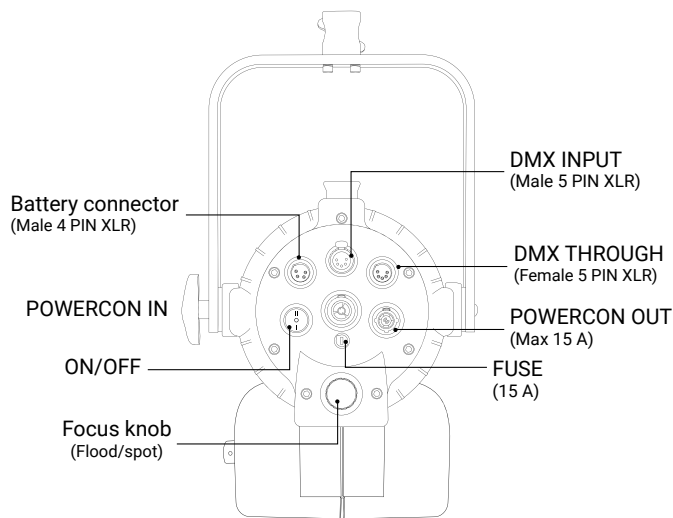 DMX INPUT
(Male 5 PIN XLR)
Battery connector
(Male 4 PIN XLR)
DMX THROUGH
(Female 5 PIN XLR)
POWERCON IN
POWERCON OUT
(Max 15 A)
II
O
I
ON/OFF
FUSE
(15 A)
Focus knob
(Flood/spot)